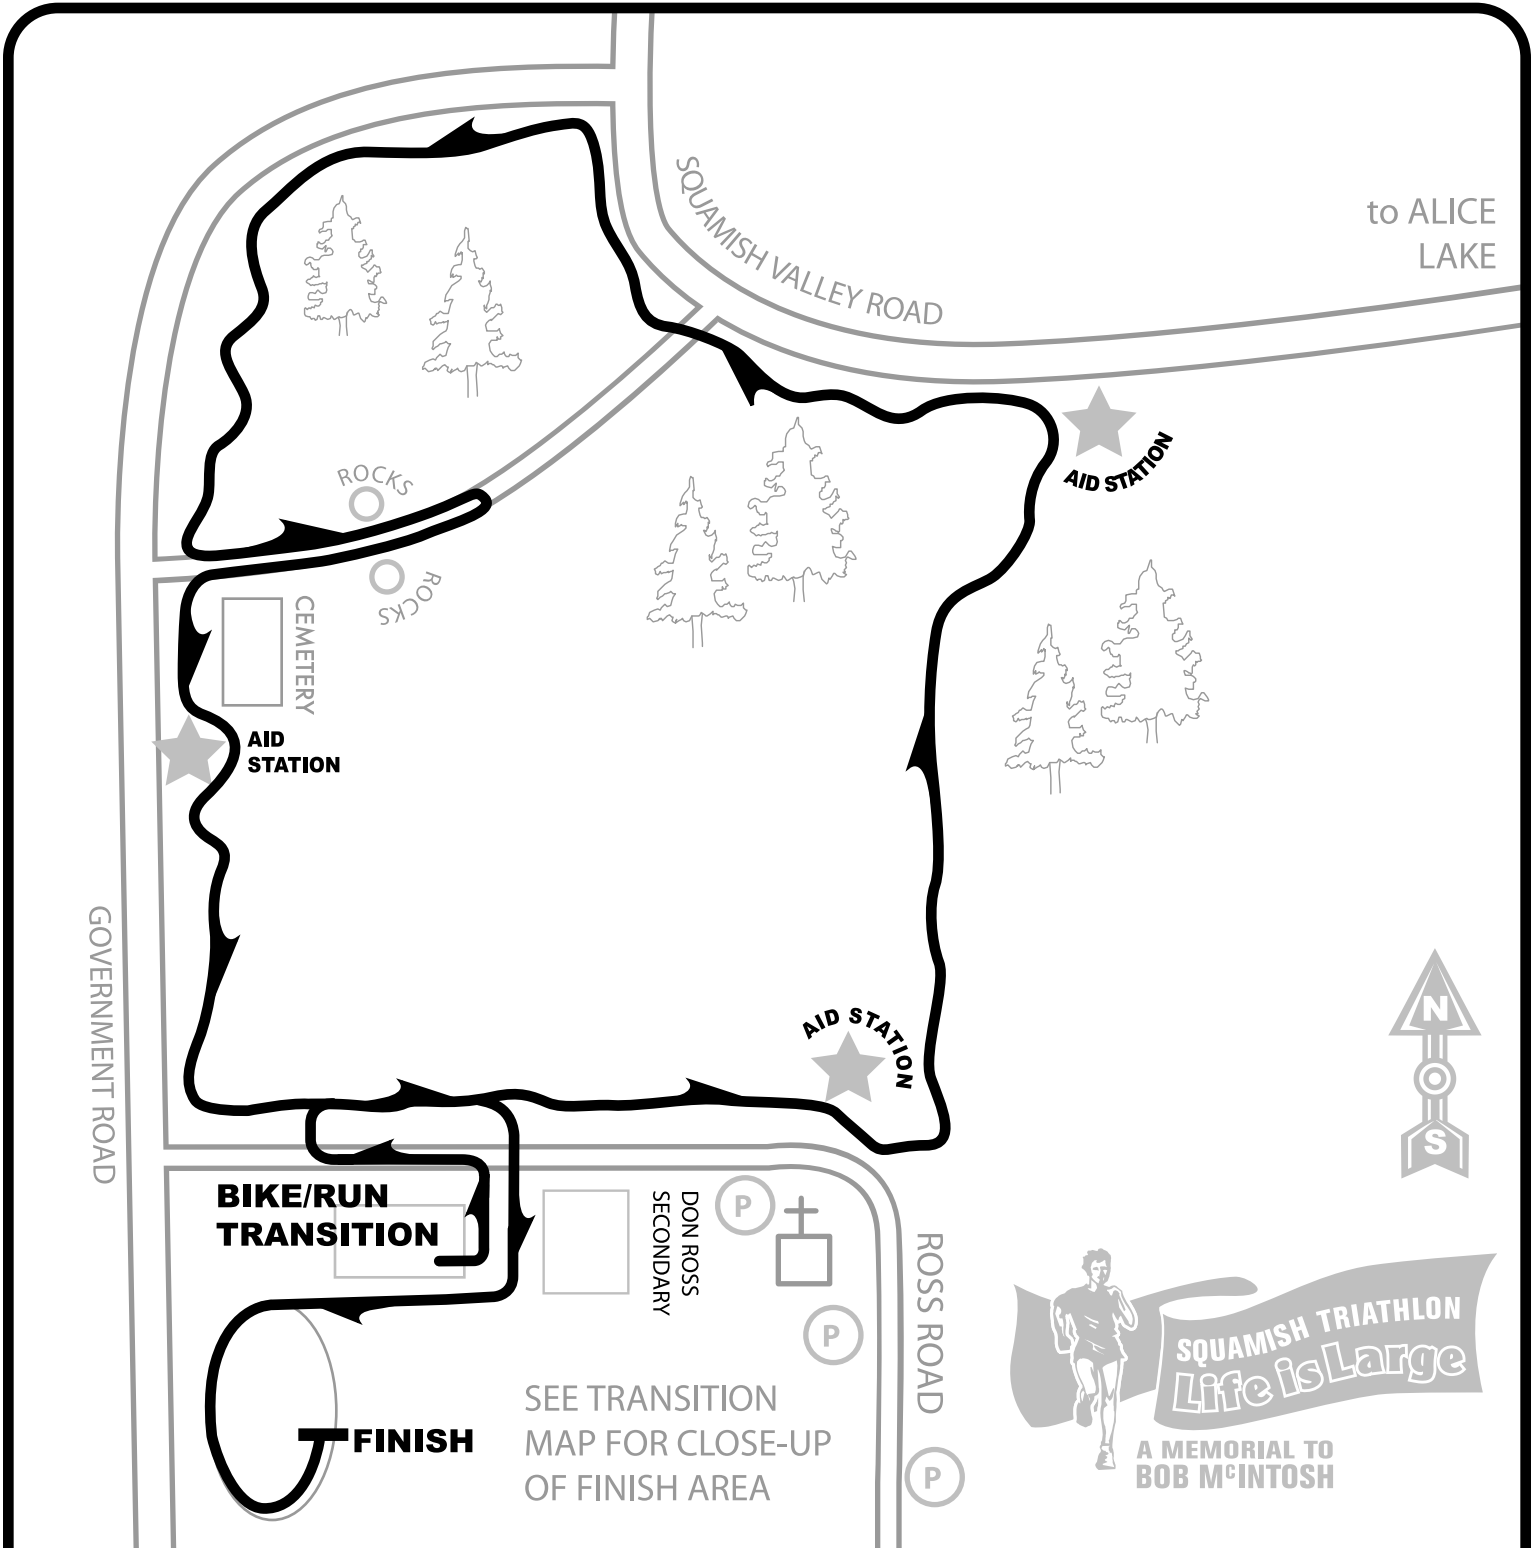 SQUAMISH VALLEY ROAD
to ALICE
LAKE
ROCKS
AID STATION
ROCKS
CEMETERY
AID
STATION
GOVERNMENT ROAD
AID STATION
N
S
BIKE/RUN
TRANSITION
DON ROSS
SECONDARY
P
P
ROSS ROAD
SQUAMISH TRIATHLON
Life is Large
A MEMORIAL TO
BOB McINTOSH
SEE TRANSITION
MAP FOR CLOSE-UP
OF FINISH AREA
FINISH
P